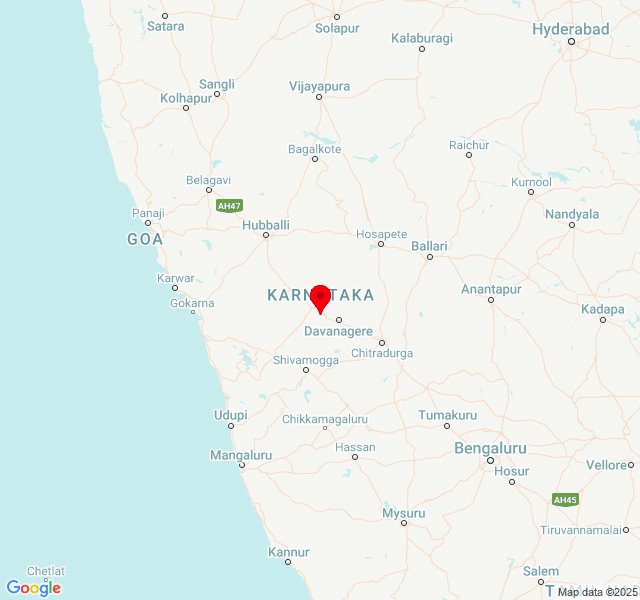 Satara
Solapur
Hyderabad
Kalaburagi
Sangli
Vijayapura
Kolhapur
Bagalkote
Raichur
Belagavi
Kurnool
AH47
Panaji
Nandyala
GOA
Hubballi
Hosapete
Ballari
Karwar
Anantapur
KARN TAKA
Gokarna
Kadapa
Davanagere
Chitradurga
Shivamogga
Udupi
Chikkamagaluru
Tumakuru
Hassan
Bengaluru
Mangaluru
Vellore
Hosur
AH45
Mysuru
Tiruvannamalai
Kannur
Chetlat
Salem
Google
Map data ©2025